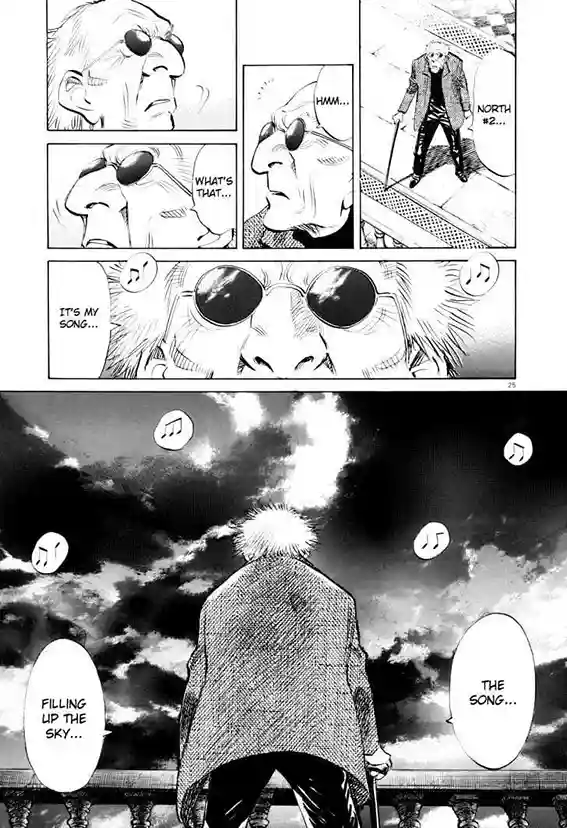 NORTH
#2...
HMM...
WHAT'S
THAT...
IT'S MY
SONG...
25
THE
SONG...
FILLING
UP THE
SKY...